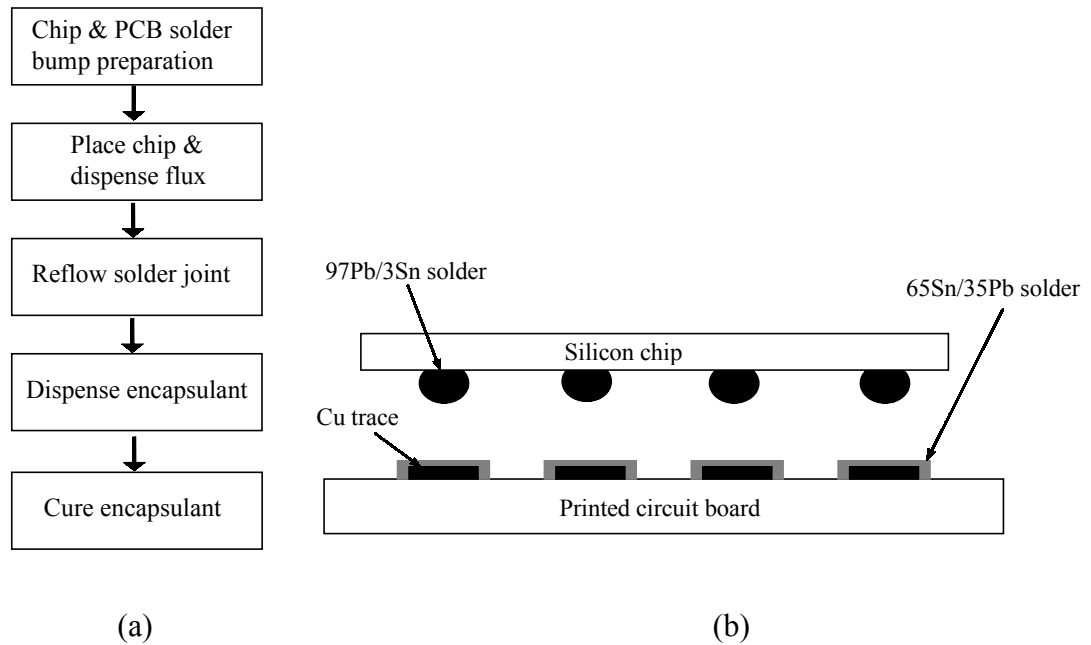 Chip & PCB solder
bump preparation
Place chip &
dispense flux
Reflow solder joint
Dispense encapsulant
Cure encapsulant
(a)
97Pb/3Sn solder
65Sn/35Pb solder
Silicon chip
Cu trace
Printed circuit board
(b)